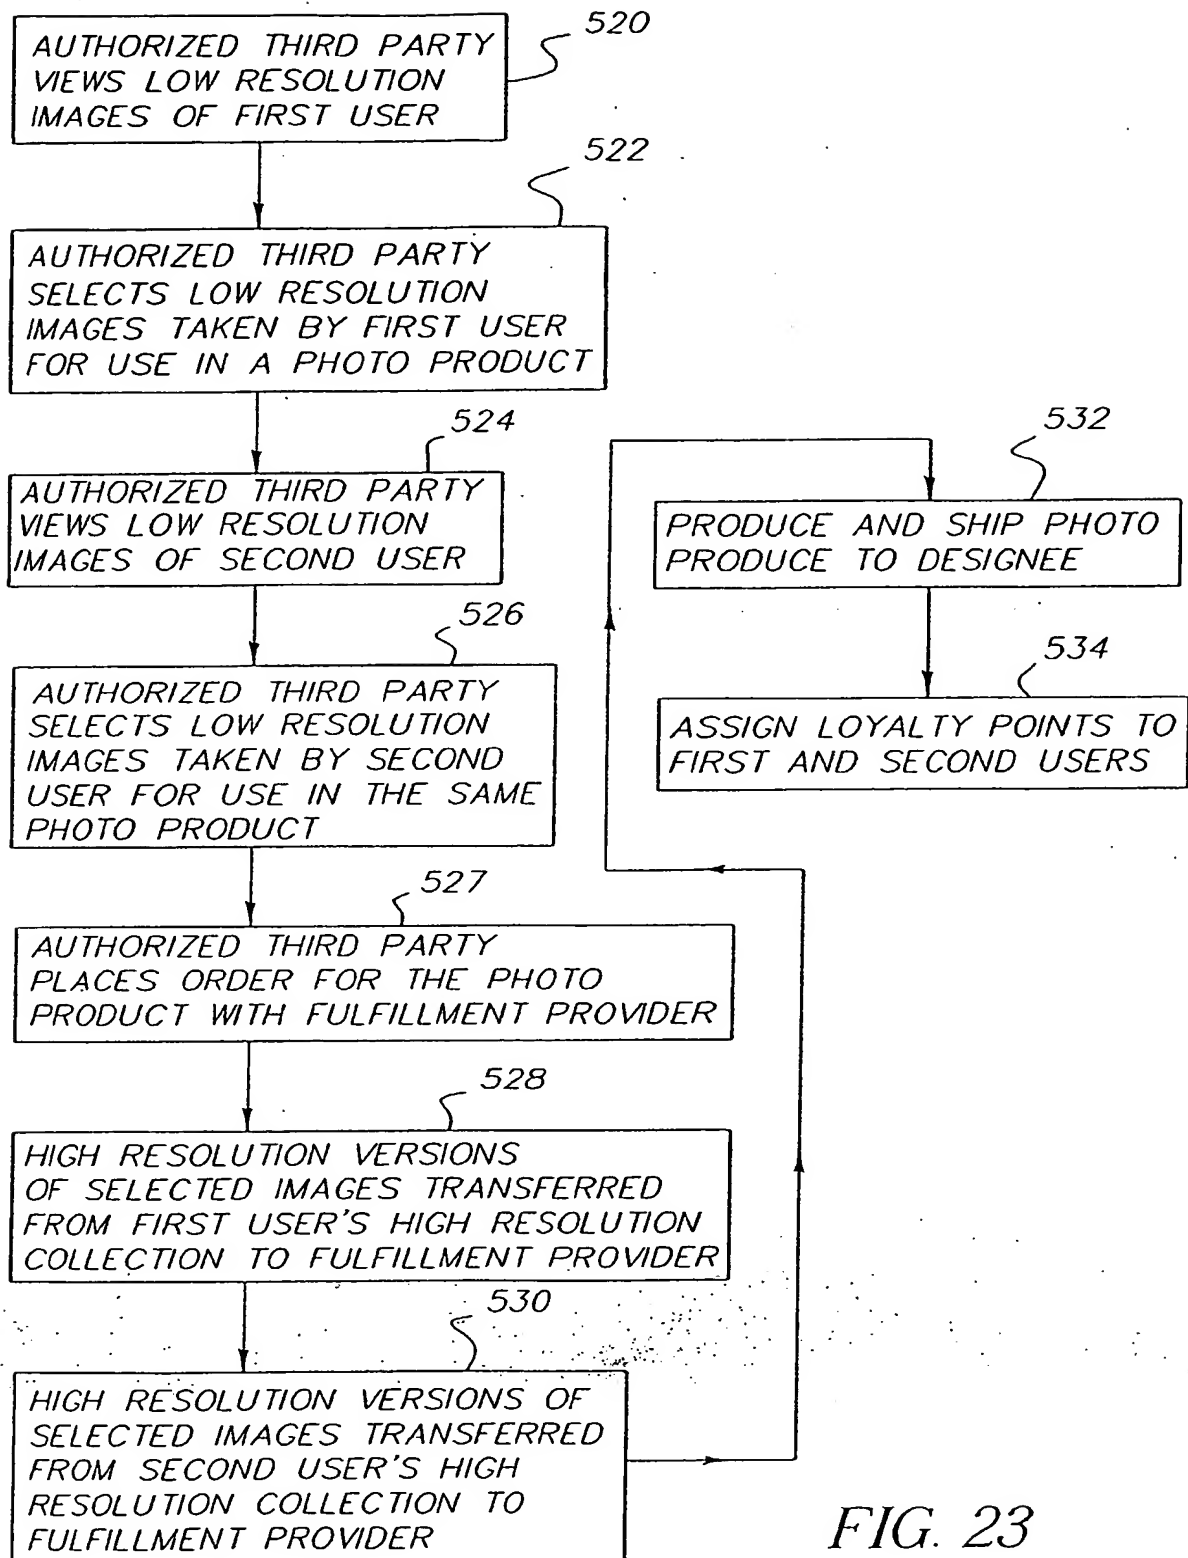 520
AUTHORIZED THIRD PARTY
VIEWS LOW RESOLUTION
IMAGES OF FIRST USER
522
AUTHORIZED THIRD PARTY
SELECTS LOW RESOLUTION
IMAGES TAKEN BY FIRST USER
FOR USE IN A PHOTO PRODUCT
524
AUTHORIZED THIRD PARTY
VIEWS LOW RESOLUTION
IMAGES OF SECOND USER
526
AUTHORIZED THIRD PARTY
SELECTS LOW RESOLUTION
IMAGES TAKEN BY SECOND
USER FOR USE IN THE SAME
PHOTO PRODUCT
527
AUTHORIZED THIRD PARTY
PLACES ORDER FOR THE PHOTO
PRODUCT WITH FULFILLMENT PROVIDER
528
HIGH RESOLUTION VERSIONS
OF SELECTED IMAGES TRANSFERRED
FROM FIRST USER'S HIGH RESOLUTION
COLLECTION TO FULFILLMENT PROVIDER
530
HIGH RESOLUTION VERSIONS OF
SELECTED IMAGES TRANSFERRED
FROM SECOND USER'S HIGH
RESOLUTION COLLECTION TO
FULFILLMENT PROVIDER
532
PRODUCE AND SHIP PHOTO
PRODUCE TO DESIGNEE
534
ASSIGN LOYALTY POINTS TO
FIRST AND SECOND USERS
FIG. 23